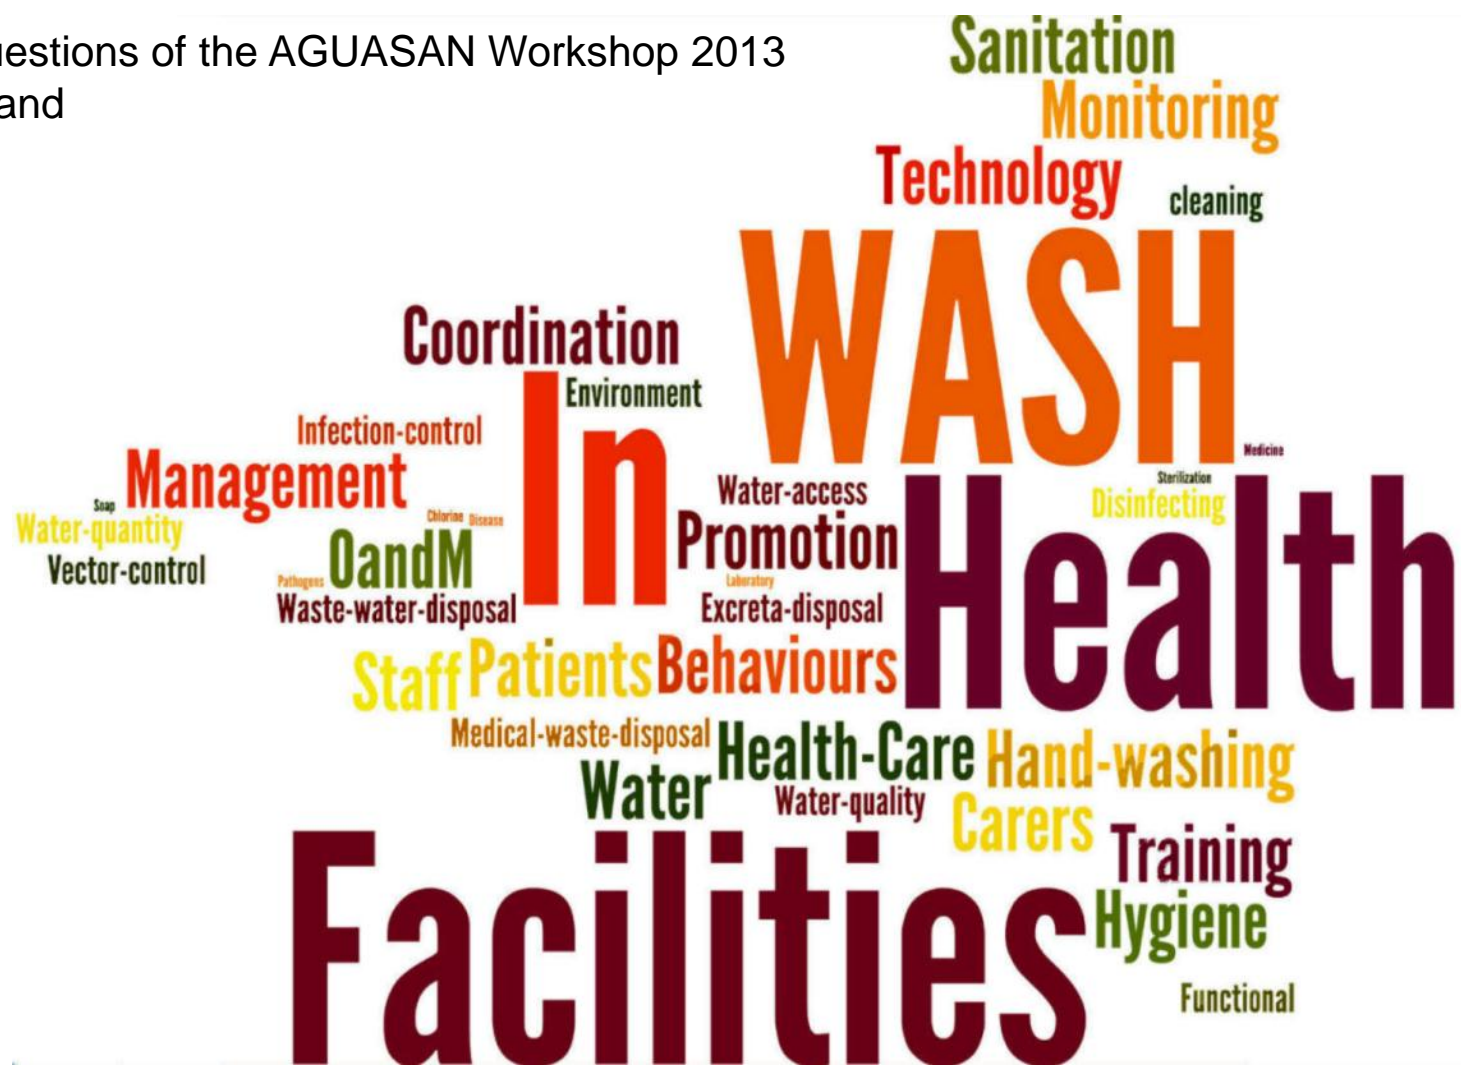 uestions of the AGUASAN Workshop 2013
and
Sanitation
Monitoring
Technology
cleaning
WASH
Coordination
Environment
In
Infection-control
Management
Medicine
Sterilization
Health
Water-access
Disinfecting
Soap
Water-quantity
Chlorine
Disease
Promotion
OandM
Vector-control
Pathogens
Laboratory
Waste-water-disposal
Excreta-disposal
Staff
Patients
Behaviours
Medical-waste-disposal
Health-Care
Hand-washing
Water
Water-quality
Carers
Training
Facilities
Hygiene
Functional